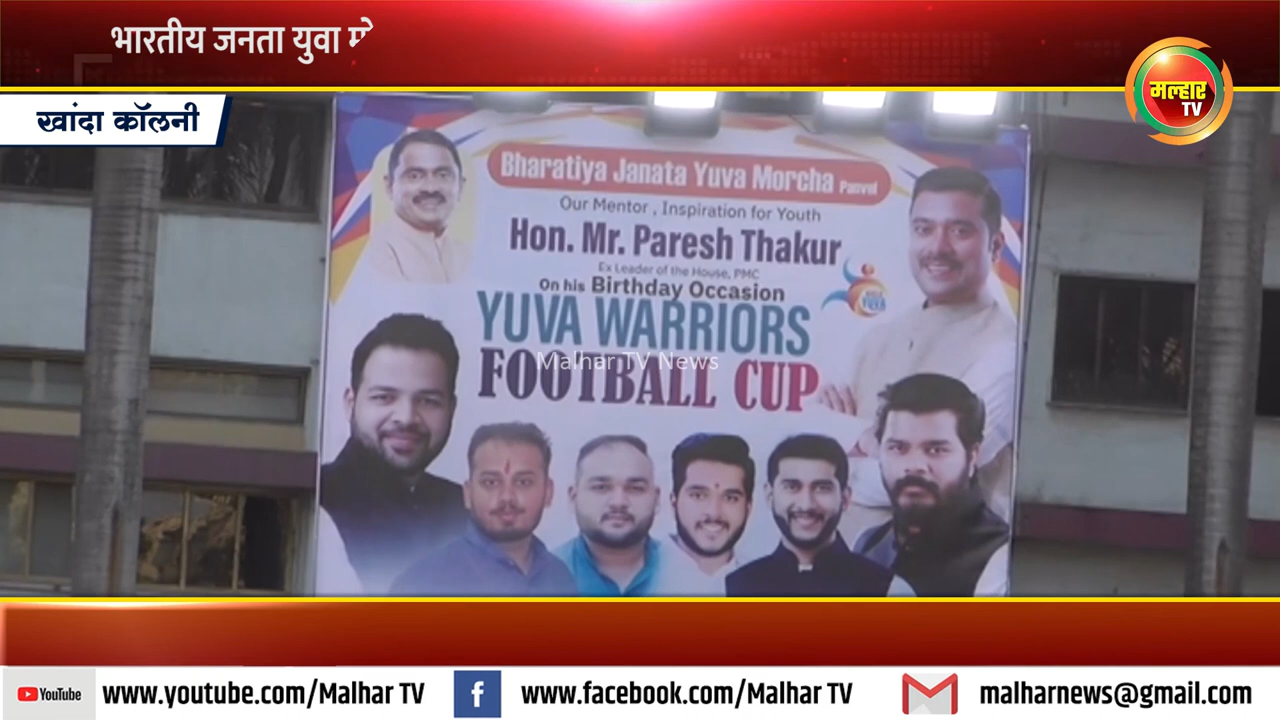 भारतीय जनता युवा
खांदा कॉलनी
मल्हार
TV
Bharatiya Janata Yuva Morcha Panvel
Our Mentor , Inspiration for Youth
Hon. Mr. Paresh Thakur
Ex Leader of the House, PMC
On his Birthday Occasion
YUVA WARRIORS
FOOTBALL CUP
Malhar TV News
YouTube www.youtube.com/Malhar TV
www.facebook.com/Malhar TV
malharnews@gmail.com